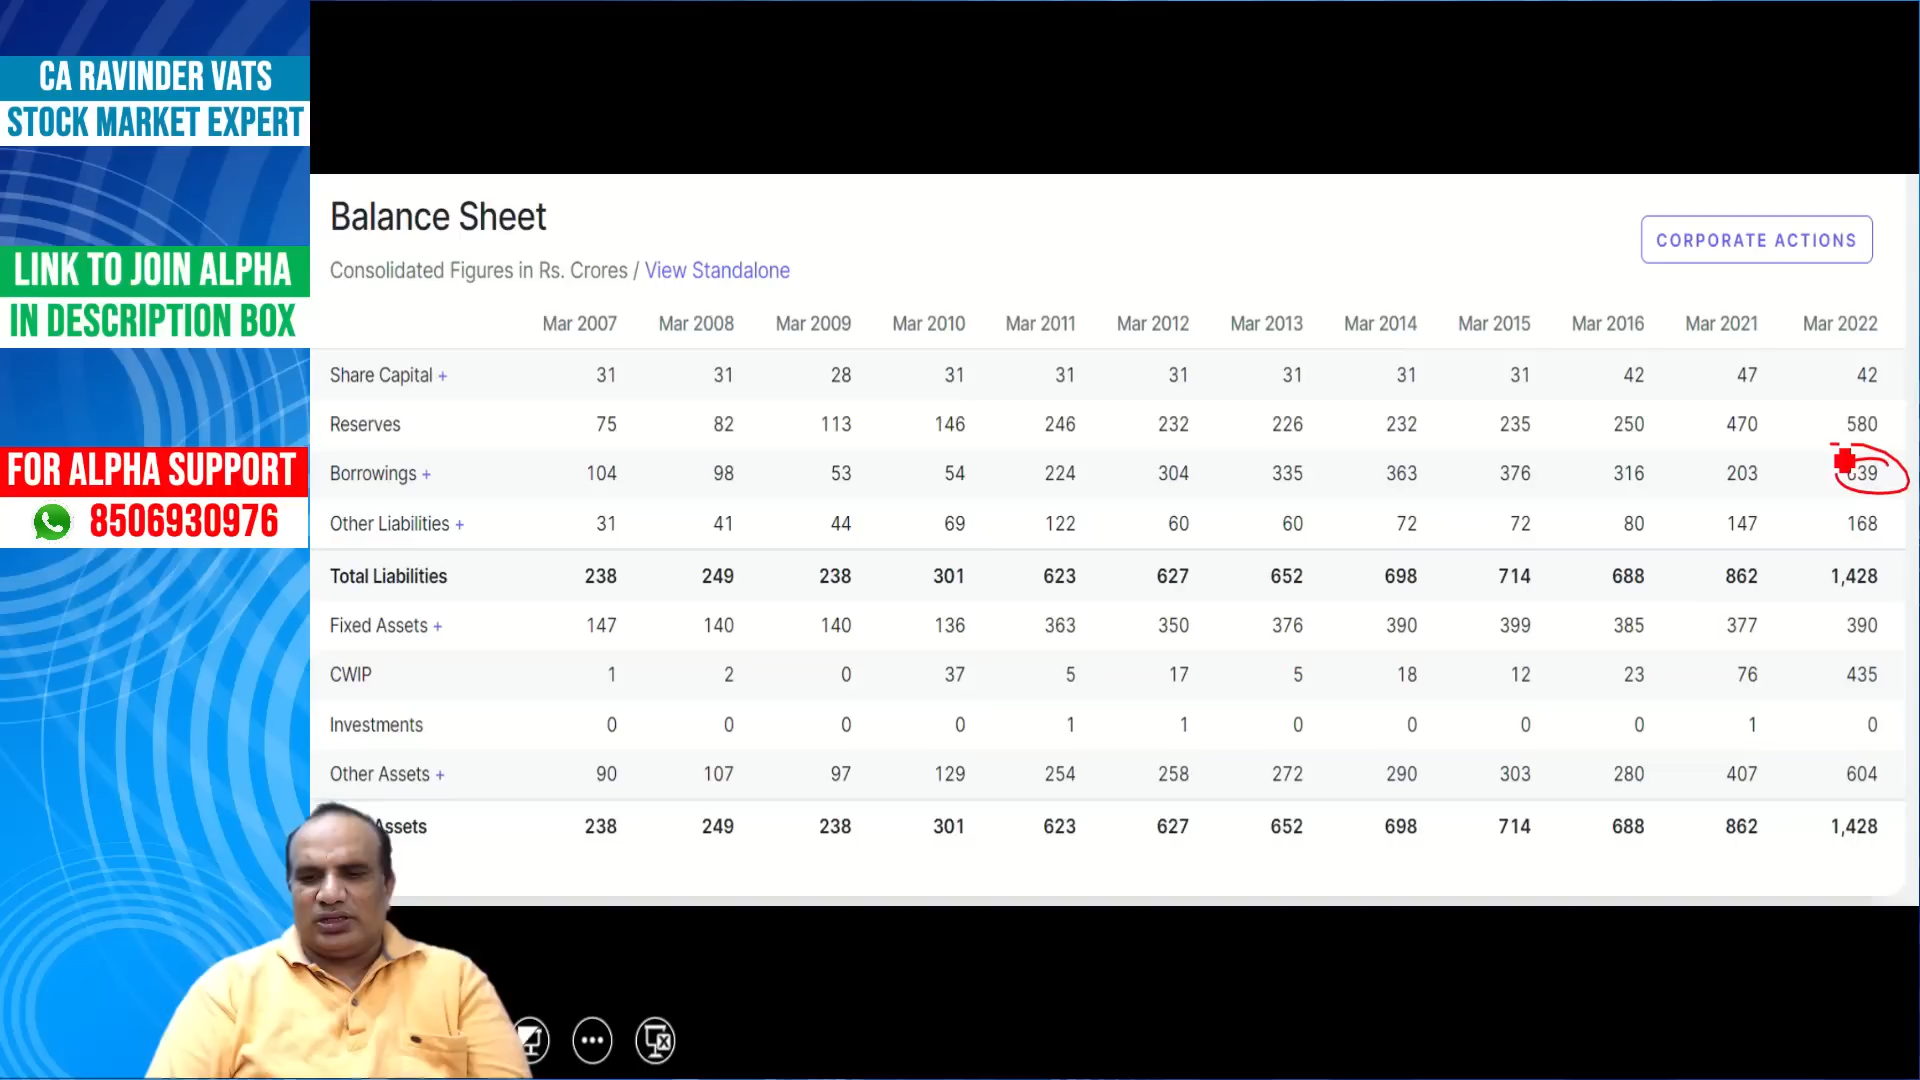 CA RAVINDER VATS
STOCK MARKET EXPERT
LINK TO JOIN ALPHA
IN DESCRIPTION BOX
FOR ALPHA SUPPORT
8506930976
Balance Sheet
CORPORATE ACTIONS
Consolidated Figures in Rs. Crores / View Standalone
Mar 2007 Mar 2008 Mar 2009 Mar 2010 Mar 2011 Mar 2012 Mar 2013 Mar 2014 Mar 2015 Mar 2016 Mar 2021 Mar 2022
Share Capital + 31 31 28 31 31 31 31 31 31 42 47 42
Reserves 75 82 113 146 246 232 226 232 235 250 470 580
Borrowings + 104 98 53 54 224 304 335 363 376 316 203
Other Liabilities + 31 41 44 69 122 60 60 72 72 80 147 168
Total Liabilities 238 249 238 301 623 627 652 698 714 688 862 1,428
Fixed Assets + 147 140 140 136 363 350 376 390 399 385 377 390
CWIP 1 2 0 37 5 17 5 18 12 23 76 435
Investments 0 0 0 0 1 1 0 0 0 0 1 0
Other Assets + 90 107 97 129 254 258 272 290 303 280 407 604
Assets 238 249 238 301 623 627 652 698 714 688 862 1,428